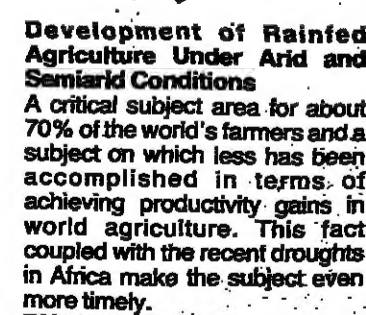 Development of Rainfed
Agriculture Under Arid and
Semiarid Conditions
A critical subject area for about
70% of the world's farmers and a
subject on which less has been
accomplished in terms of
achieving productivity gains in
world agriculture. This fact
coupled with the recent droughts
in Africa make the subject even
more timely.